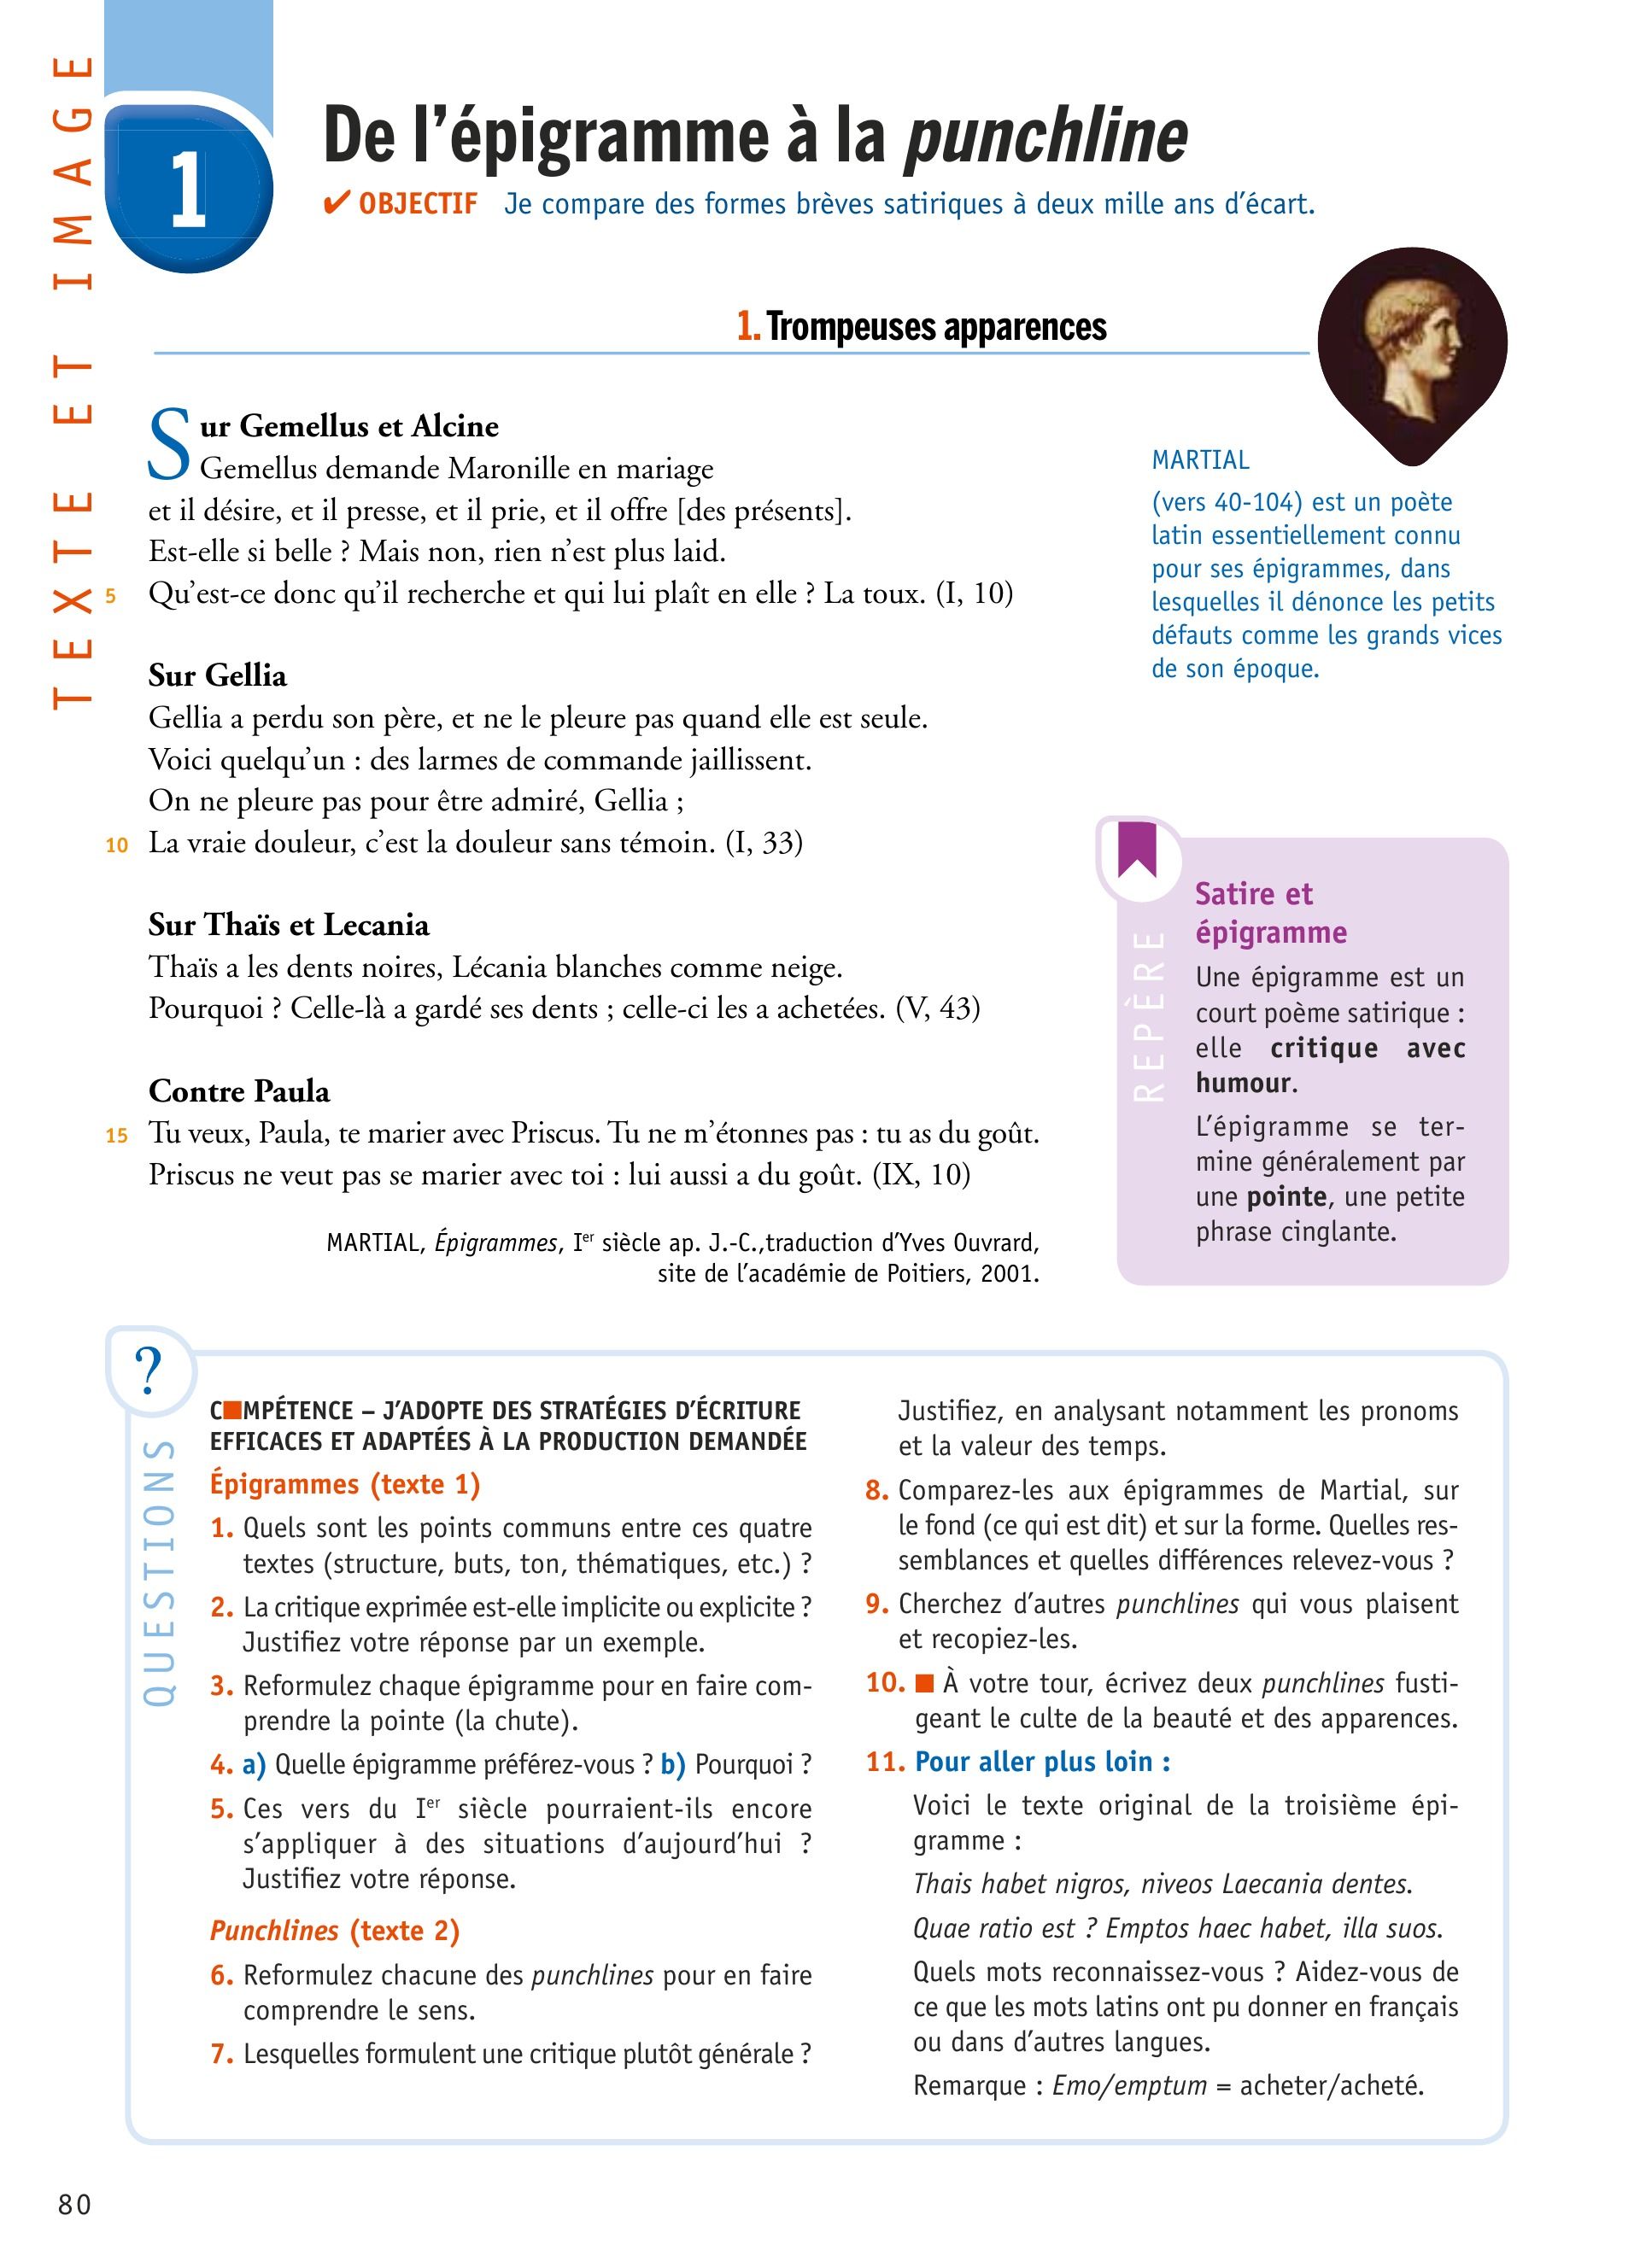 TEXTE ET IMAGE
1
De l'épigramme à la punchline
✔ OBJECTIF Je compare des formes brèves satiriques à deux mille ans d'écart.
1. Trompeuses apparences
Sur Gemellus et Alcine
Gemellus demande Maronille en mariage
et il désire, et il presse, et il prie, et il offre [des présents].
Est-elle si belle ? Mais non, rien n'est plus laid.
5 Qu'est-ce donc qu'il recherche et qui lui plaît en elle ? La toux. (I, 10)
Sur Gellia
Gellia a perdu son père, et ne le pleure pas quand elle est seule.
Voici quelqu'un : des larmes de commande jaillissent.
On ne pleure pas pour être admiré, Gellia ;
10 La vraie douleur, c'est la douleur sans témoin. (I, 33)
Sur Thaïs et Lecania
Thaïs a les dents noires, Lécania blanches comme neige.
Pourquoi ? Celle-là a gardé ses dents ; celle-ci les a achetées. (V, 43)
Contre Paula
15 Tu veux, Paula, te marier avec Priscus. Tu ne m'étonnes pas : tu as du goût.
Priscus ne veut pas se marier avec toi : lui aussi a du goût. (IX, 10)
MARTIAL, Épigrammes, Ier siècle ap. J.-C.,traduction d'Yves Ouvrard,
site de l'académie de Poitiers, 2001.
MARTIAL
(vers 40-104) est un poète
latin essentiellement connu
pour ses épigrammes, dans
lesquelles il dénonce les petits
défauts comme les grands vices
de son époque.
REPÈRE
Satire et
épigramme
Une épigramme est un
court poème satirique :
elle critique avec
humour.
L'épigramme se ter-
mine généralement par
une pointe, une petite
phrase cinglante.
?
QUESTIONS
C■MPÉTENCE – J'ADOPTE DES STRATÉGIES D'ÉCRITURE
EFFICACES ET ADAPTÉES À LA PRODUCTION DEMANDÉE
Épigrammes (texte 1)
1. Quels sont les points communs entre ces quatre
textes (structure, buts, ton, thématiques, etc.) ?
2. La critique exprimée est-elle implicite ou explicite ?
Justifiez votre réponse par un exemple.
3. Reformulez chaque épigramme pour en faire com-
prendre la pointe (la chute).
4. a) Quelle épigramme préférez-vous ? b) Pourquoi ?
5. Ces vers du Ier siècle pourraient-ils encore
s'appliquer à des situations d'aujourd'hui ?
Justifiez votre réponse.
Punchlines (texte 2)
6. Reformulez chacune des punchlines pour en faire
comprendre le sens.
7. Lesquelles formulent une critique plutôt générale ?
Justifiez, en analysant notamment les pronoms
et la valeur des temps.
8. Comparez-les aux épigrammes de Martial, sur
le fond (ce qui est dit) et sur la forme. Quelles res-
semblances et quelles différences relevez-vous ?
9. Cherchez d'autres punchlines qui vous plaisent
et recopiez-les.
10. ■ À votre tour, écrivez deux punchlines fusti-
geant le culte de la beauté et des apparences.
11. Pour aller plus loin :
Voici le texte original de la troisième épi-
gramme :
Thais habet nigros, niveos Laecania dentes.
Quae ratio est ? Emptos haec habet, illa suos.
Quels mots reconnaissez-vous ? Aidez-vous de
ce que les mots latins ont pu donner en français
ou dans d'autres langues.
Remarque : Emo/emptum = acheter/acheté.
80